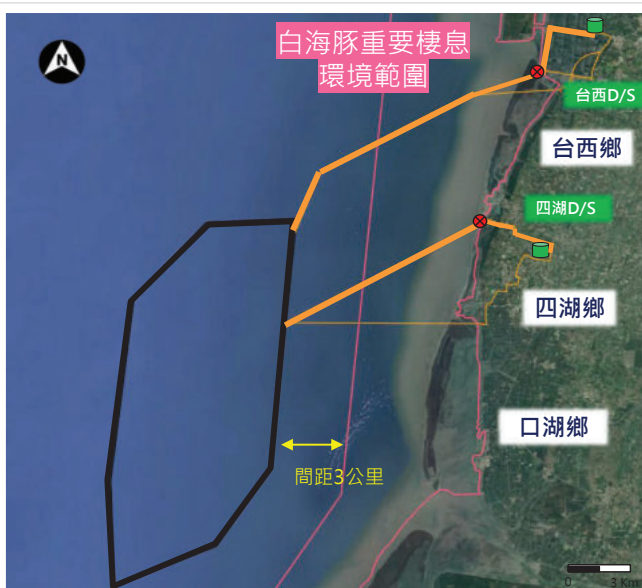 白海豚重要棲息
環境範圍
N
台西D/S
台西鄉
四湖D/S
四湖鄉
口湖鄉
間距3公里
0 3 Km